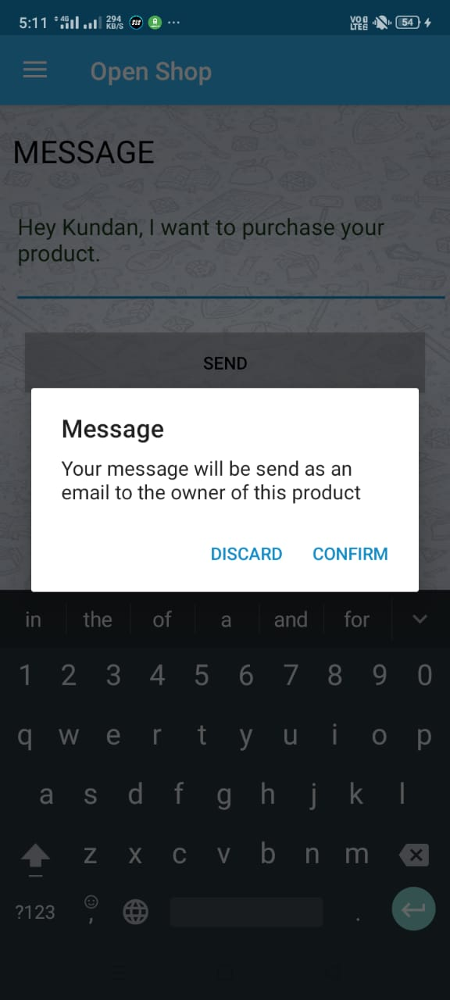 5:11 4G 294 KB/S SIS ... VO LTE 54
Open Shop
MESSAGE
Hey Kundan, I want to purchase your
product.
SEND
Message
Your message will be send as an
email to the owner of this product
DISCARD CONFIRM
in the of a and for
1 2 3 4 5 6 7 8 9 0
q w e r t y u i o p
a s d f g h j k l
z x c v b n m
?123 , .